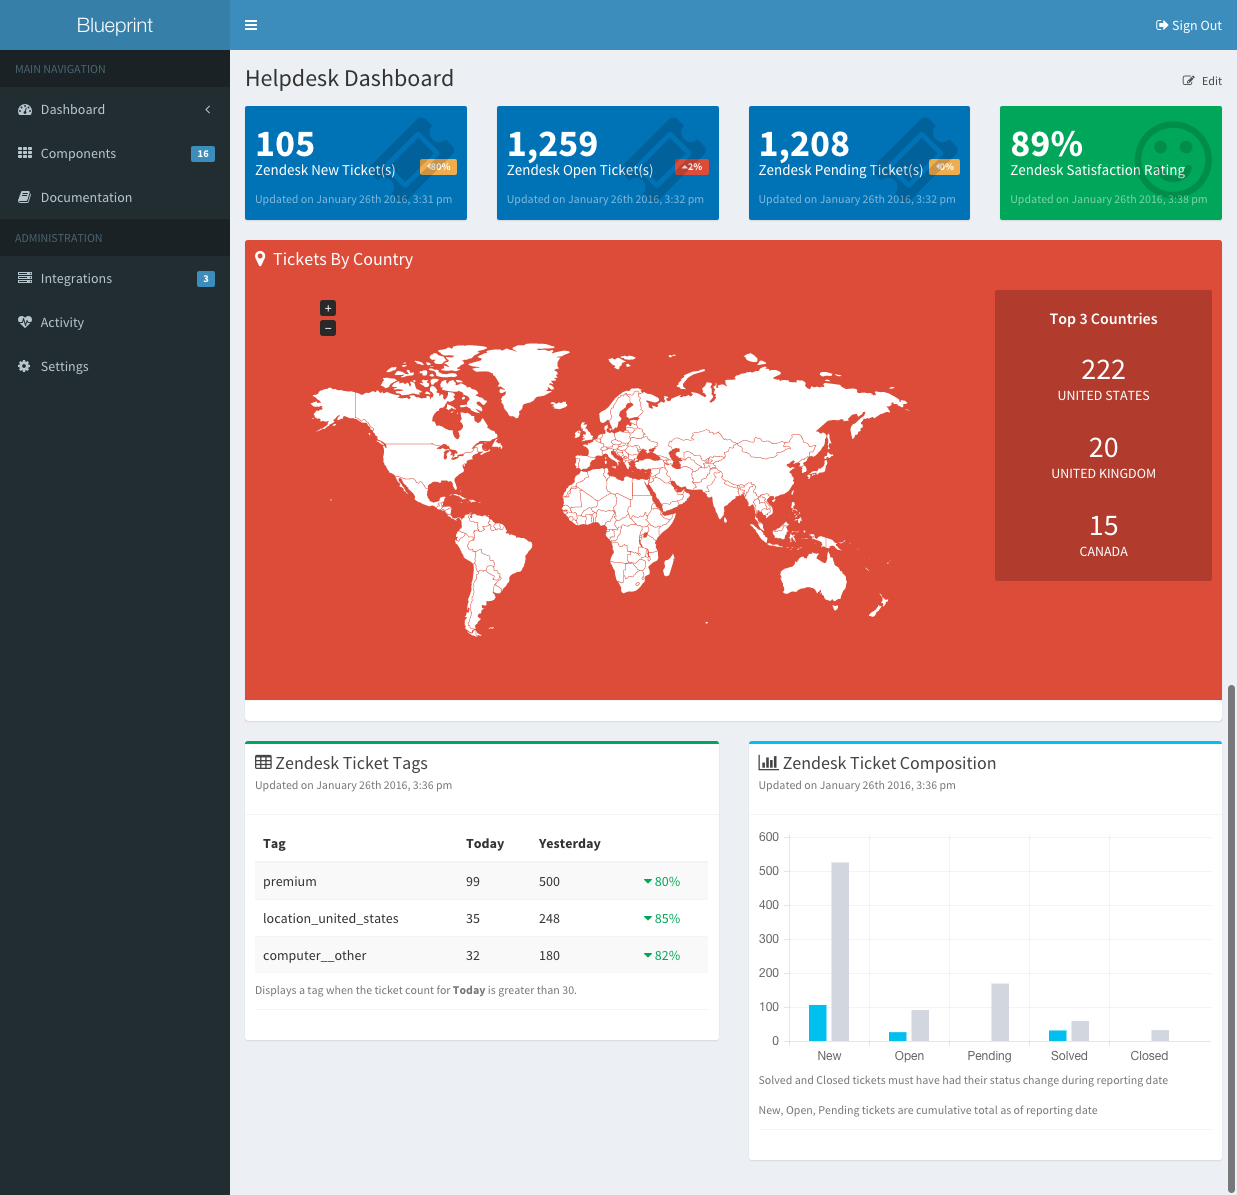 Blueprint
Sign Out
MAIN NAVIGATION
Dashboard
Components 16
Documentation
ADMINISTRATION
Integrations 3
Activity
Settings
Helpdesk Dashboard
Edit
105
Zendesk New Ticket(s) 80%
Updated on January 26th 2016, 3:31 pm
1,259
Zendesk Open Ticket(s) 2%
Updated on January 26th 2016, 3:32 pm
1,208
Zendesk Pending Ticket(s) 0%
Updated on January 26th 2016, 3:32 pm
89%
Zendesk Satisfaction Rating
Updated on January 26th 2016, 3:38 pm
Tickets By Country
+
−
Top 3 Countries
222
UNITED STATES
20
UNITED KINGDOM
15
CANADA
Zendesk Ticket Tags
Updated on January 26th 2016, 3:36 pm
Tag Today Yesterday
premium 99 500 80%
location_united_states 35 248 85%
computer__other 32 180 82%
Displays a tag when the ticket count for Today is greater than 30.
Zendesk Ticket Composition
Updated on January 26th 2016, 3:36 pm
600
500
400
300
200
100
0
New Open Pending Solved Closed
Solved and Closed tickets must have had their status change during reporting date
New, Open, Pending tickets are cumulative total as of reporting date